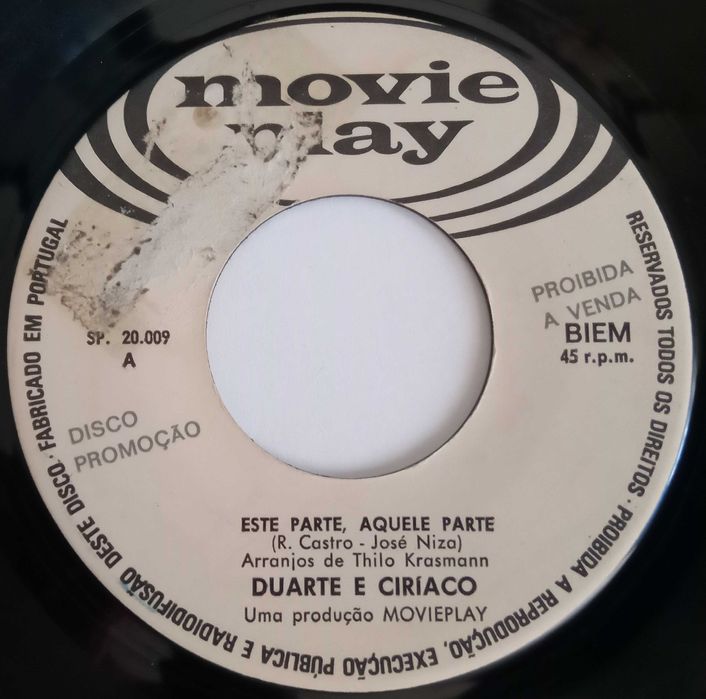 movie
play
SP. 20.009
A
PROIBIDA
A VENDA
BIEM
45 r.p.m.
DISCO
PROMOÇÃO
ESTE PARTE, AQUELE PARTE
(R. Castro - José Niza)
Arranjos de Thilo Krasmann
DUARTE E CIRÍACO
Uma produção MOVIEPLAY
RESERVADOS TODOS OS DIREITOS · PROIBIDA A REPRODUÇÃO, EXECUÇÃO PÚBLICA E RADIODIFUSÃO DESTE DISCO · FABRICADO EM PORTUGAL